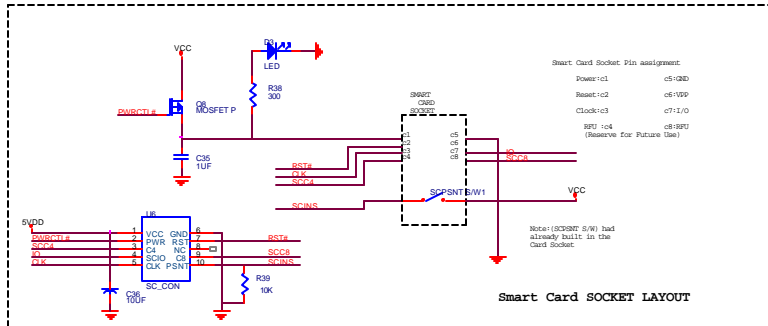 D3
LED
VCC
R38
300
Q8
MOSFET P
PWRCTL#
C35
1UF
SMART
CARD
SOCKET
c1 c5
c2 c6
c3 c7
c4 c8
RST#
CLK
SCC4
SCINS
IO
SCC8
SCPSNT S/W1
VCC
Smart Card Socket Pin assignment
Power:c1 c5:GND
Reset:c2 c6:VPP
Clock:c3 c7:I/O
RFU :c4 c8:RFU
(Reserve for Future Use)
Note:(SCPSNT S/W) had
already built in the
Card Socket
5VDD
U6
PWRCTL#
SCC4
IO
CLK
1 VCC GND 6
2 PWR RST 7
3 C4 NC 8
4 SCIO C8 9
5 CLK PSNT 10
RST#
SCC8
SCINS
SC_CON
C36
10UF
R39
10K
Smart Card SOCKET LAYOUT